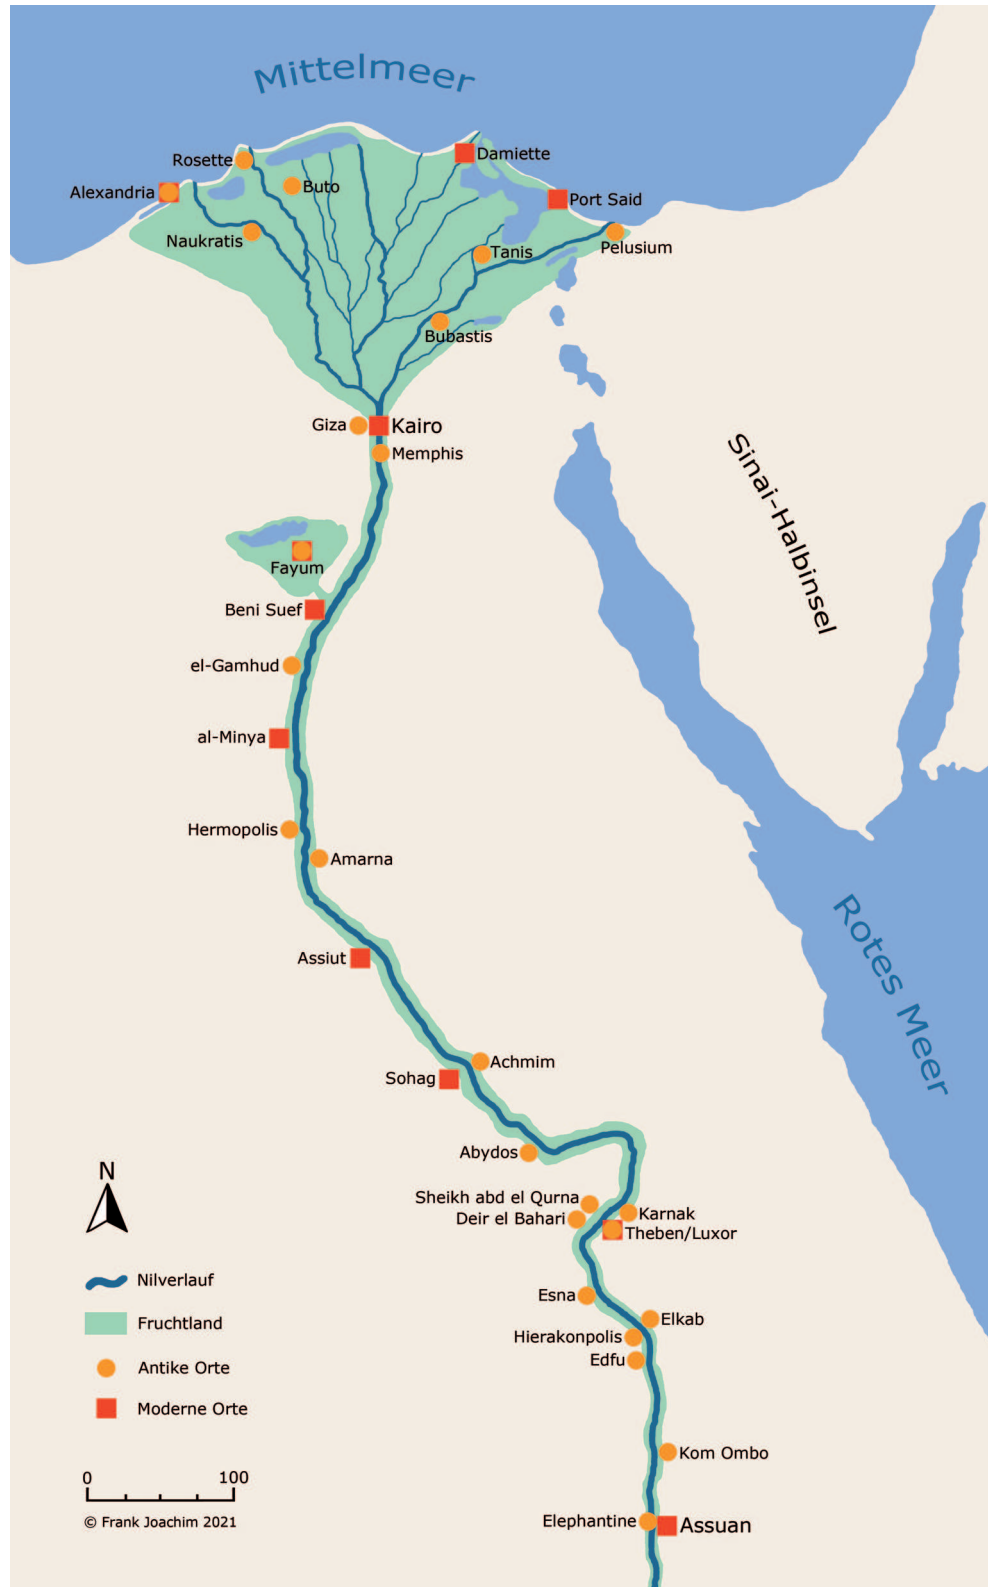 Mittelmeer
Rosette
Damiette
Alexandria
Buto
Port Said
Naukratis
Pelusium
Tanis
Bubastis
Giza
Kairo
Memphis
Sinai-Halbinsel
Fayum
Beni Suef
el-Gamhud
al-Minya
Hermopolis
Amarna
Rotes Meer
Assiut
Achmim
Sohag
Abydos
N
Sheikh abd el Qurna
Deir el Bahari
Karnak
Theben/Luxor
Nilverlauf
Esna
Fruchtland
Elkab
Hierakonpolis
Edfu
Antike Orte
Moderne Orte
Kom Ombo
0 100
© Frank Joachim 2021
Elephantine
Assuan